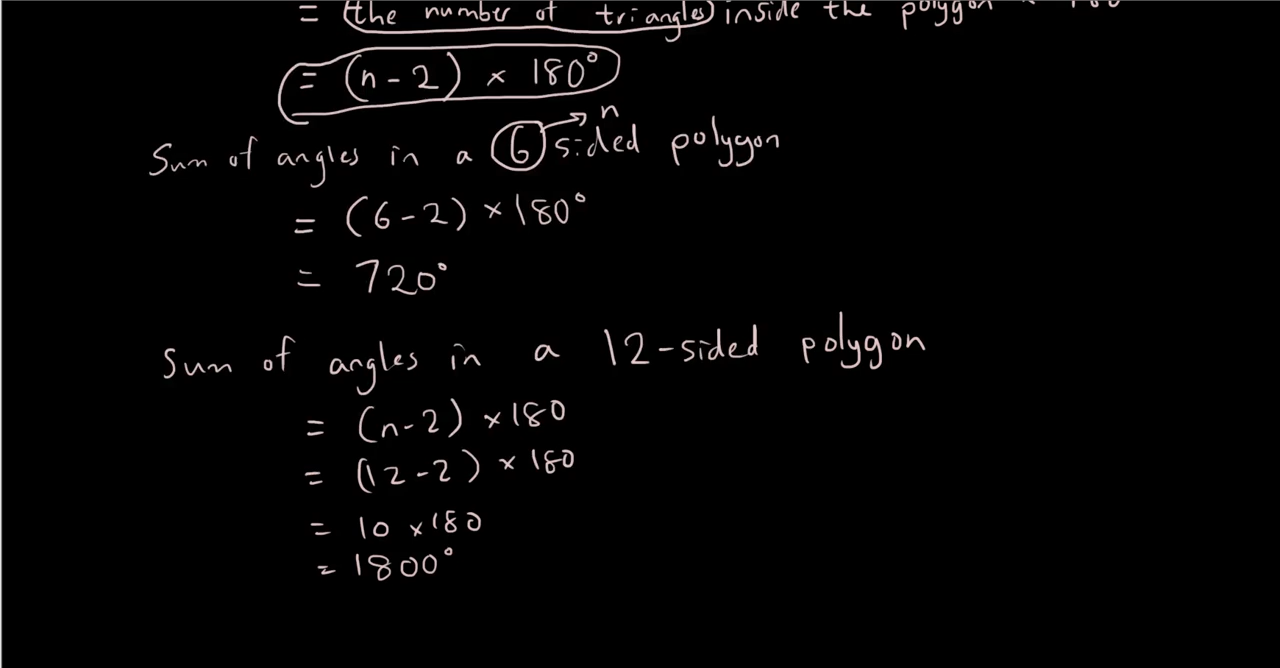 = (the number of triangles) inside the polygon × 180
= (n-2) × 180°
n
Sum of angles in a 6 sided polygon
= (6-2) × 180°
= 720°
Sum of angles in a 12-sided polygon
= (n-2) × 180
= (12-2) × 180
= 10 × 180
= 1800°